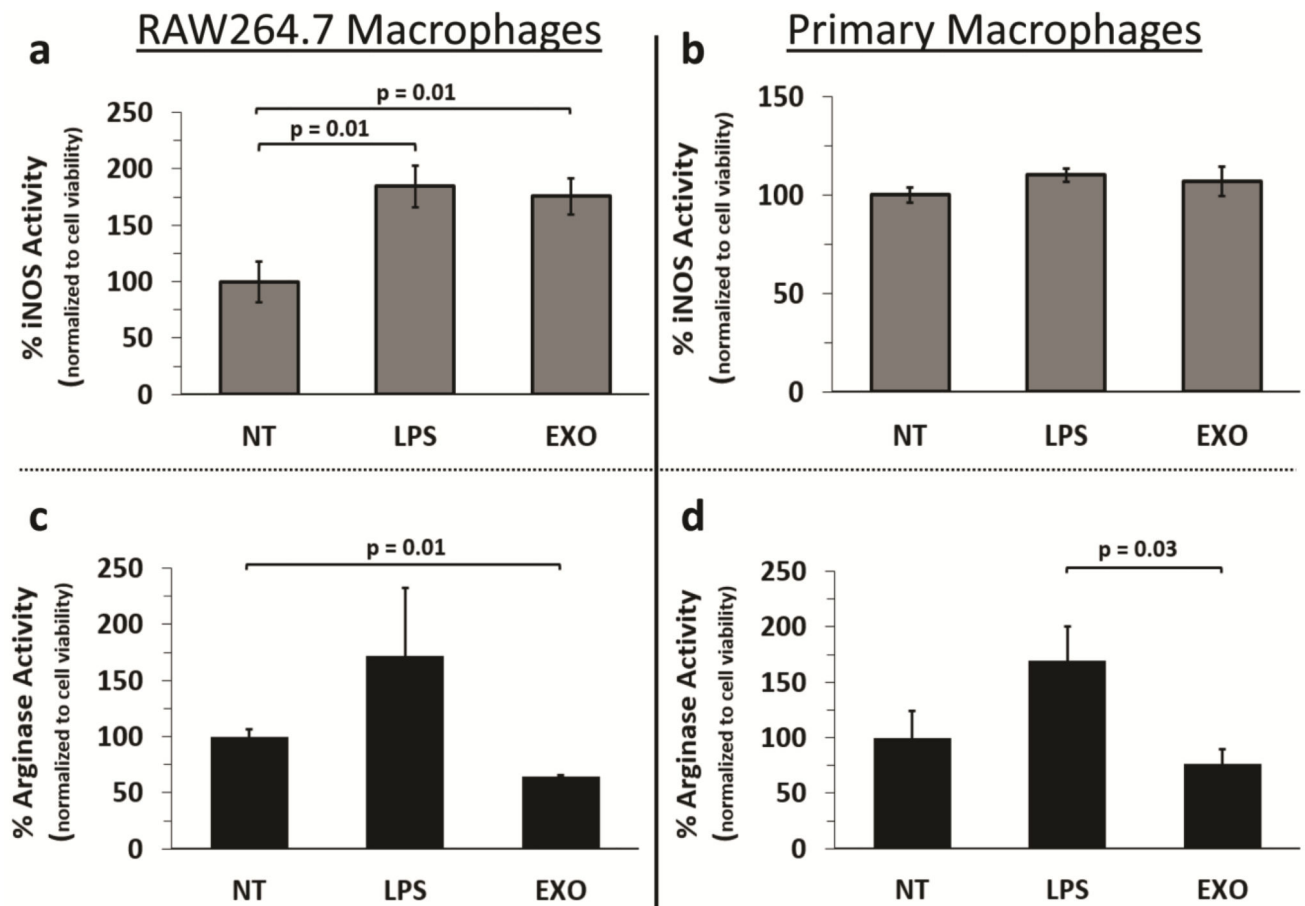 RAW264.7 Macrophages
Primary Macrophages
a
p = 0.01
p = 0.01
% iNOS Activity
(normalized to cell viability)
250
200
150
100
50
0
NT LPS EXO
b
% iNOS Activity
(normalized to cell viability)
150
100
50
0
NT LPS EXO
c
p = 0.01
% Arginase Activity
(normalized to cell viability)
250
200
150
100
50
0
NT LPS EXO
d
p = 0.03
% Arginase Activity
(normalized to cell viability)
250
200
150
100
50
0
NT LPS EXO